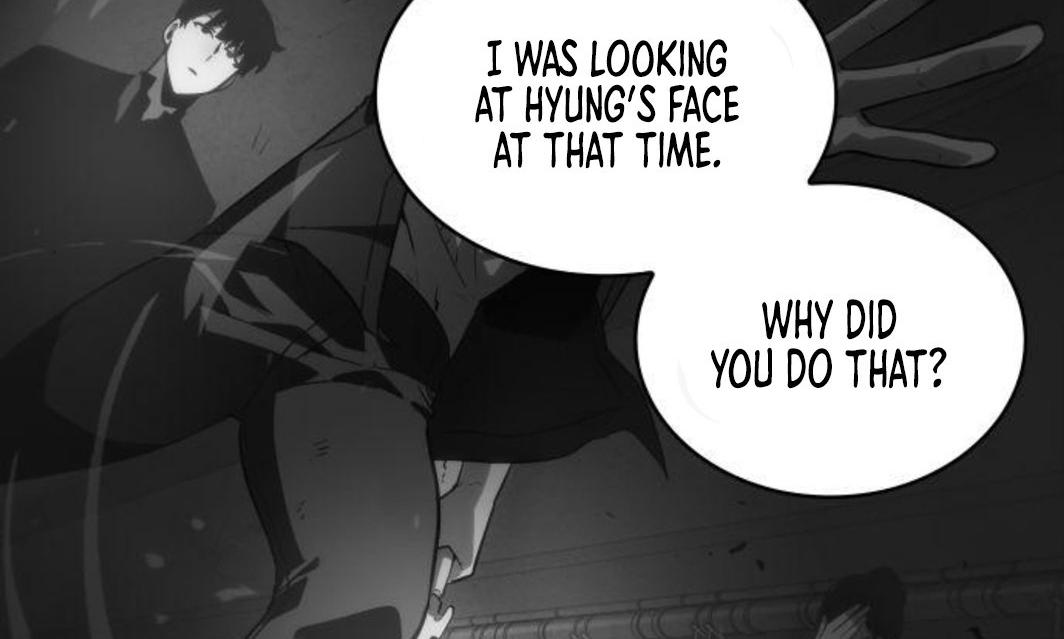 I WAS LOOKING
AT HYUNG'S FACE
AT THAT TIME.
WHY DID
YOU DO THAT?